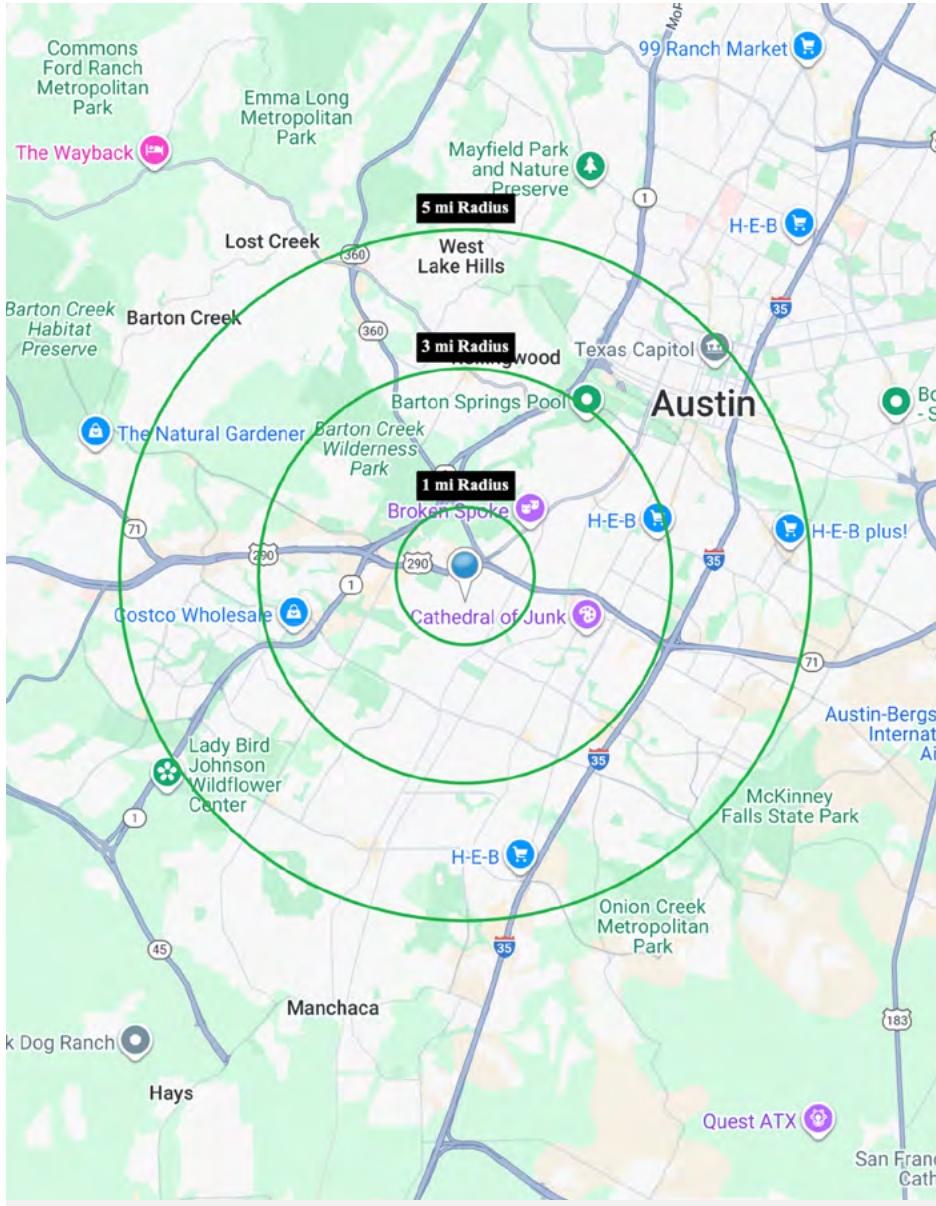 Commons
Ford Ranch
Metropolitan
Park
Emma Long
Metropolitan
Park
99 Ranch Market
The Wayback
Mayfield Park
and Nature
Preserve
1
5 mi Radius
H-E-B
Lost Creek
360
West
Lake Hills
35
Barton Creek
Habitat
Preserve
Barton Creek
360
3 mi Radius
Texas Capitol
Barton Springs Pool
Austin
The Natural Gardener
Barton Creek
Wilderness
Park
1 mi Radius
Broken Spoke
H-E-B
H-E-B plus!
71
290
290
35
1
Costco Wholesale
Cathedral of Junk
71
Lady Bird
Johnson
Wildflower
Center
35
McKinney
Falls State Park
1
H-E-B
Onion Creek
Metropolitan
Park
45
35
Manchaca
183
Dog Ranch
Hays
Quest ATX